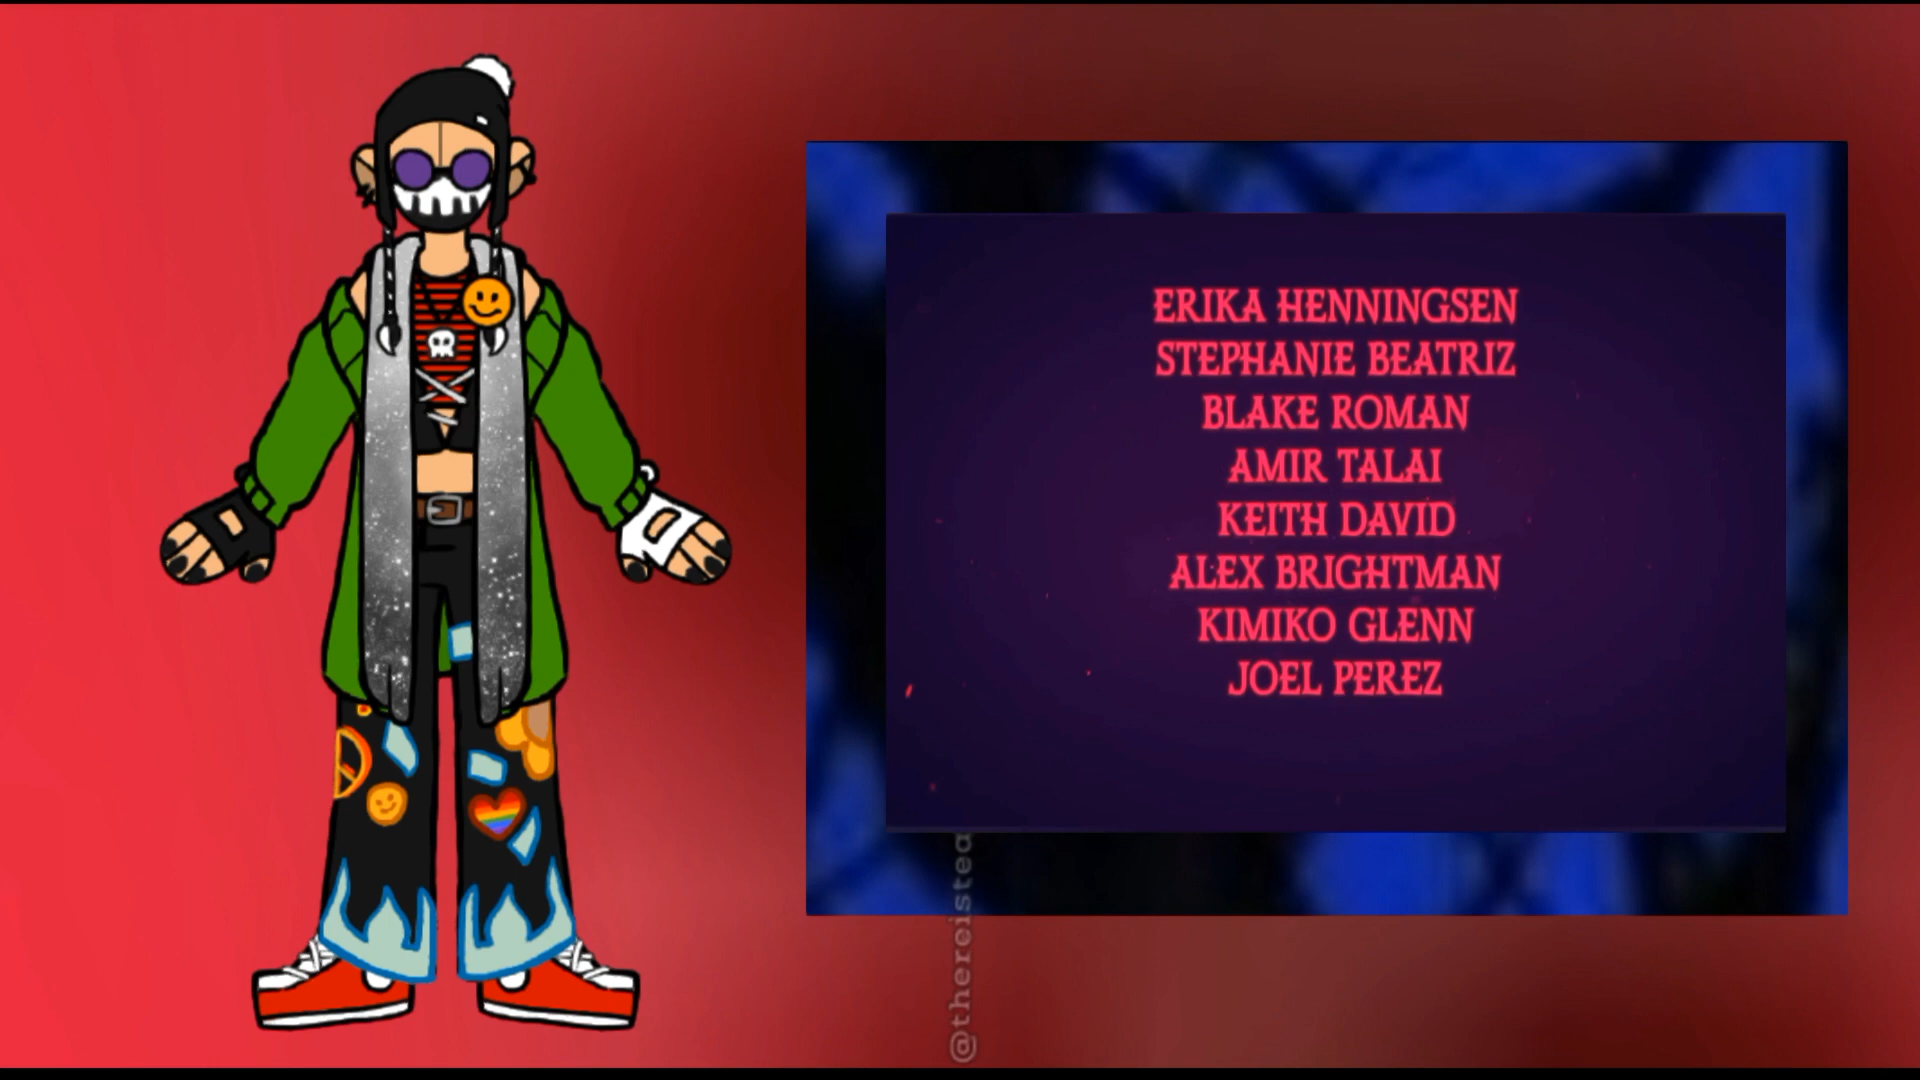 ERIKA HENNINGSEN
STEPHANIE BEATRIZ
BLAKE ROMAN
AMIR TALAI
KEITH DAVID
ALEX BRIGHTMAN
KIMIKO GLENN
JOEL PEREZ
@thereistea